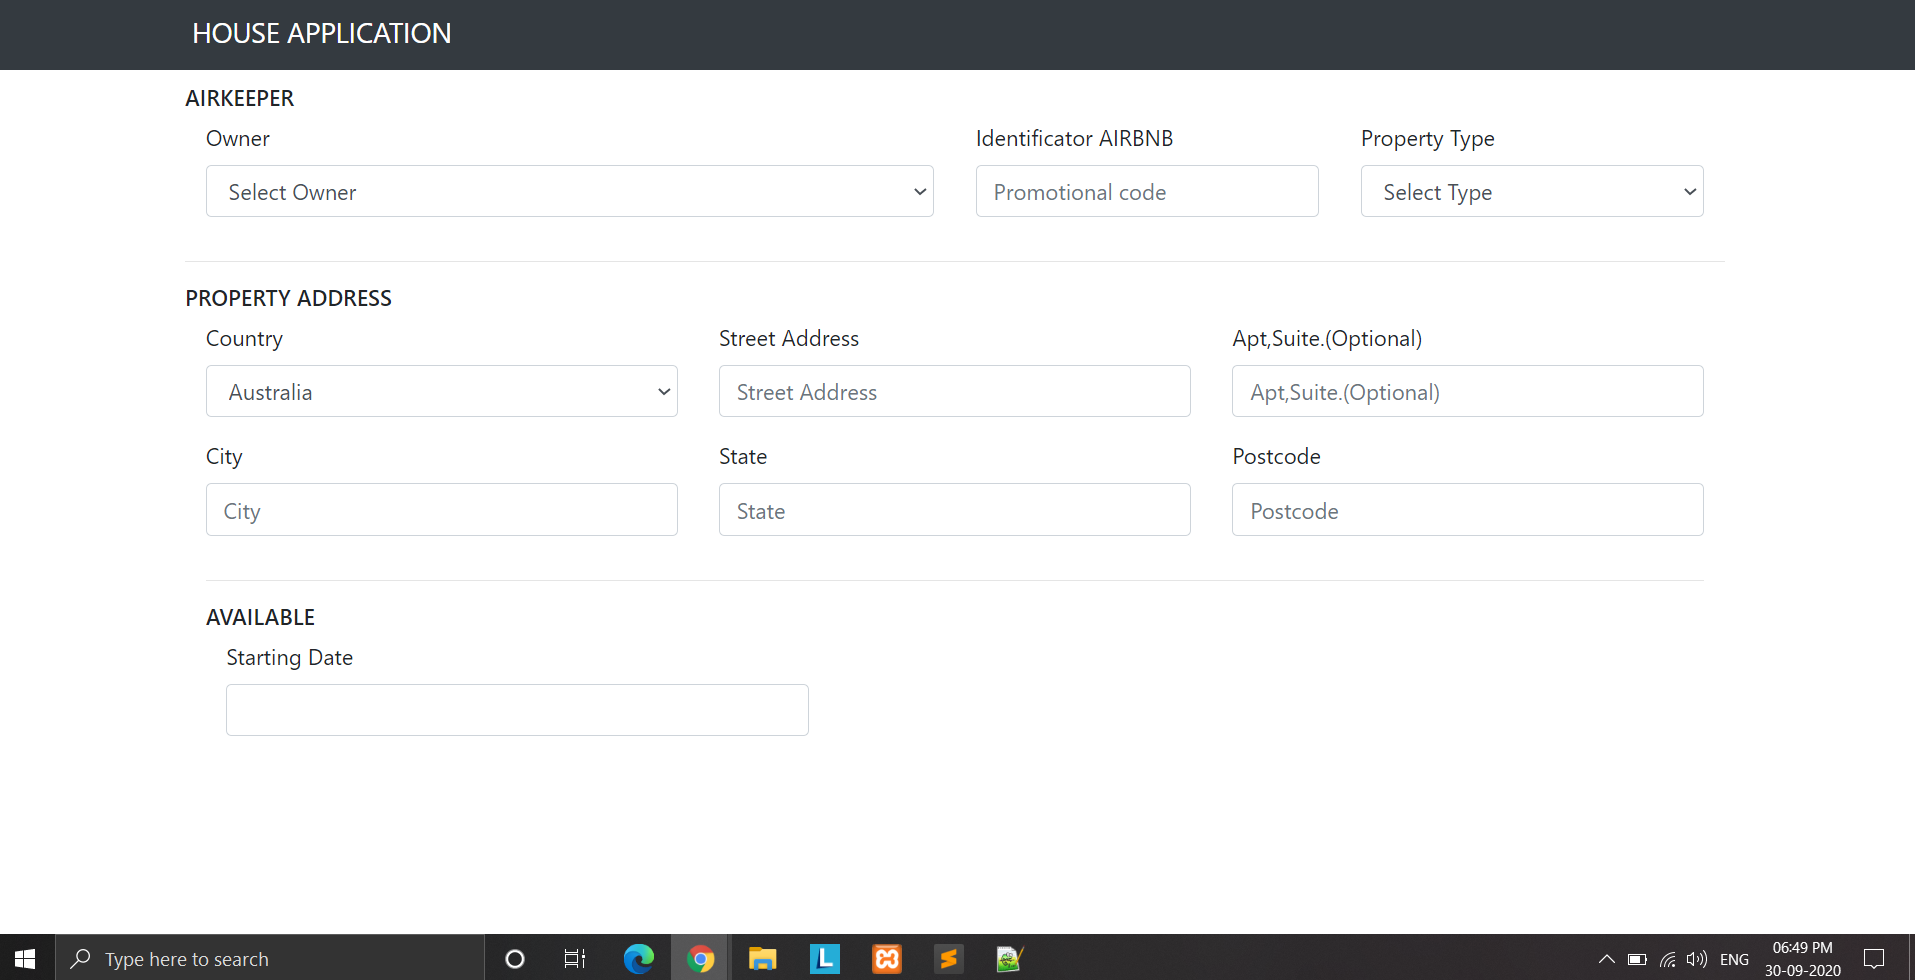 HOUSE APPLICATION
AIRKEEPER
Owner Identificator AIRBNB Property Type
Select Owner Promotional code Select Type
PROPERTY ADDRESS
Country Street Address Apt,Suite.(Optional)
Australia Street Address Apt,Suite.(Optional)
City State Postcode
City State Postcode
AVAILABLE
Starting Date
Type here to search L ENG 06:49 PM
30-09-2020